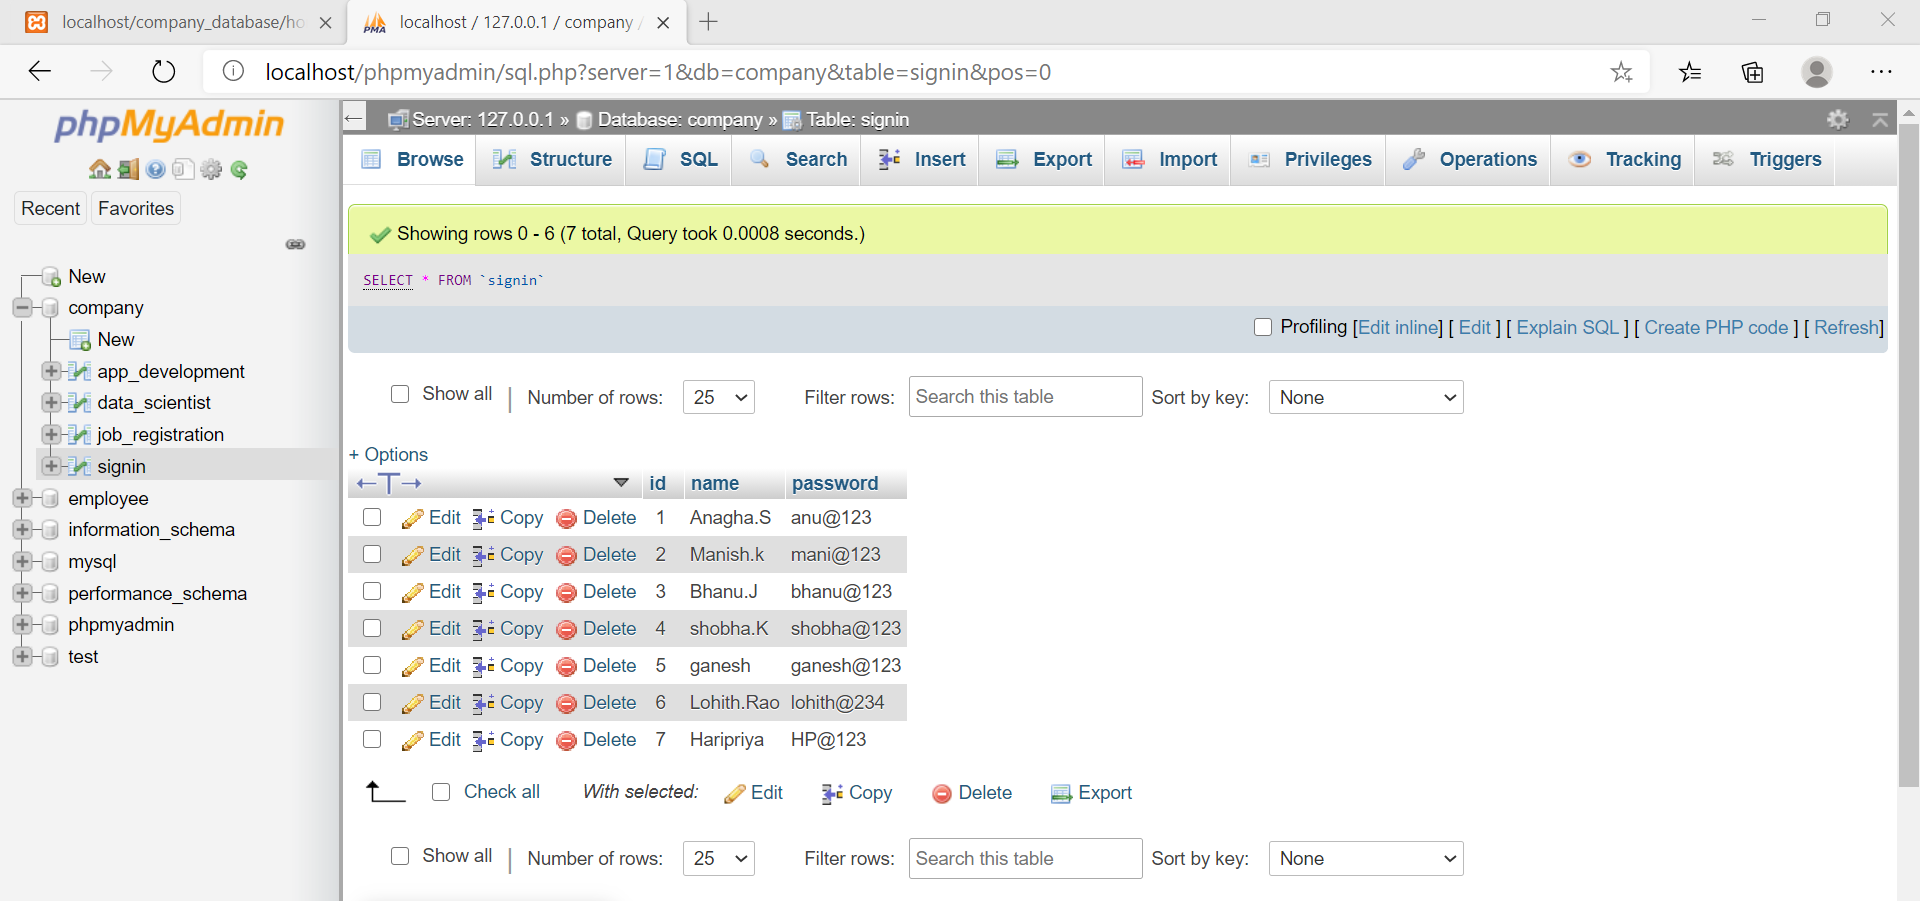 localhost/company_database/ho
localhost / 127.0.0.1 / company /
localhost/phpmyadmin/sql.php?server=1&db=company&table=signin&pos=0
phpMyAdmin
Recent Favorites
New
company
New
app_development
data_scientist
job_registration
signin
employee
information_schema
mysql
performance_schema
phpmyadmin
test
Server: 127.0.0.1 » Database: company » Table: signin
Browse Structure SQL Search Insert Export Import Privileges Operations Tracking Triggers
Showing rows 0 - 6 (7 total, Query took 0.0008 seconds.)
SELECT * FROM `signin`
Profiling [Edit inline] [ Edit ] [ Explain SQL ] [ Create PHP code ] [ Refresh]
Show all | Number of rows: 25 Filter rows: Search this table Sort by key: None
+ Options
←T→ id name password
Edit Copy Delete 1 Anagha.S anu@123
Edit Copy Delete 2 Manish.k mani@123
Edit Copy Delete 3 Bhanu.J bhanu@123
Edit Copy Delete 4 shobha.K shobha@123
Edit Copy Delete 5 ganesh ganesh@123
Edit Copy Delete 6 Lohith.Rao lohith@234
Edit Copy Delete 7 Haripriya HP@123
Check all With selected: Edit Copy Delete Export
Show all | Number of rows: 25 Filter rows: Search this table Sort by key: None